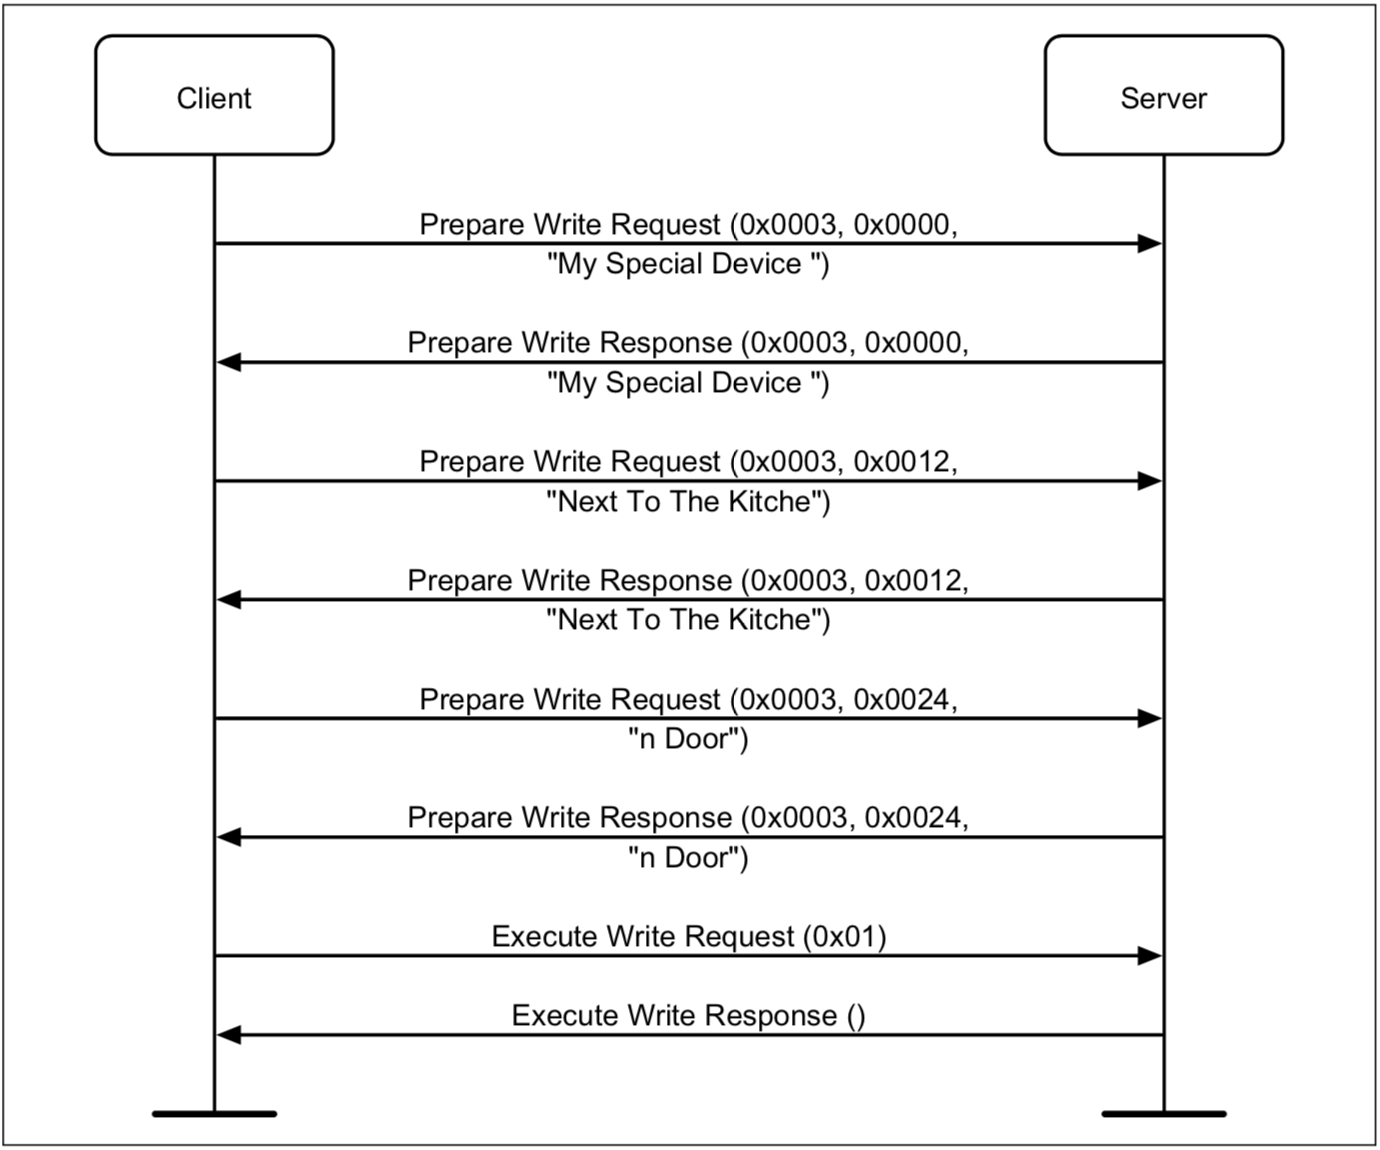 Client
Server
Prepare Write Request (0x0003, 0x0000,
"My Special Device ")
Prepare Write Response (0x0003, 0x0000,
"My Special Device ")
Prepare Write Request (0x0003, 0x0012,
"Next To The Kitche")
Prepare Write Response (0x0003, 0x0012,
"Next To The Kitche")
Prepare Write Request (0x0003, 0x0024,
"n Door")
Prepare Write Response (0x0003, 0x0024,
"n Door")
Execute Write Request (0x01)
Execute Write Response ()